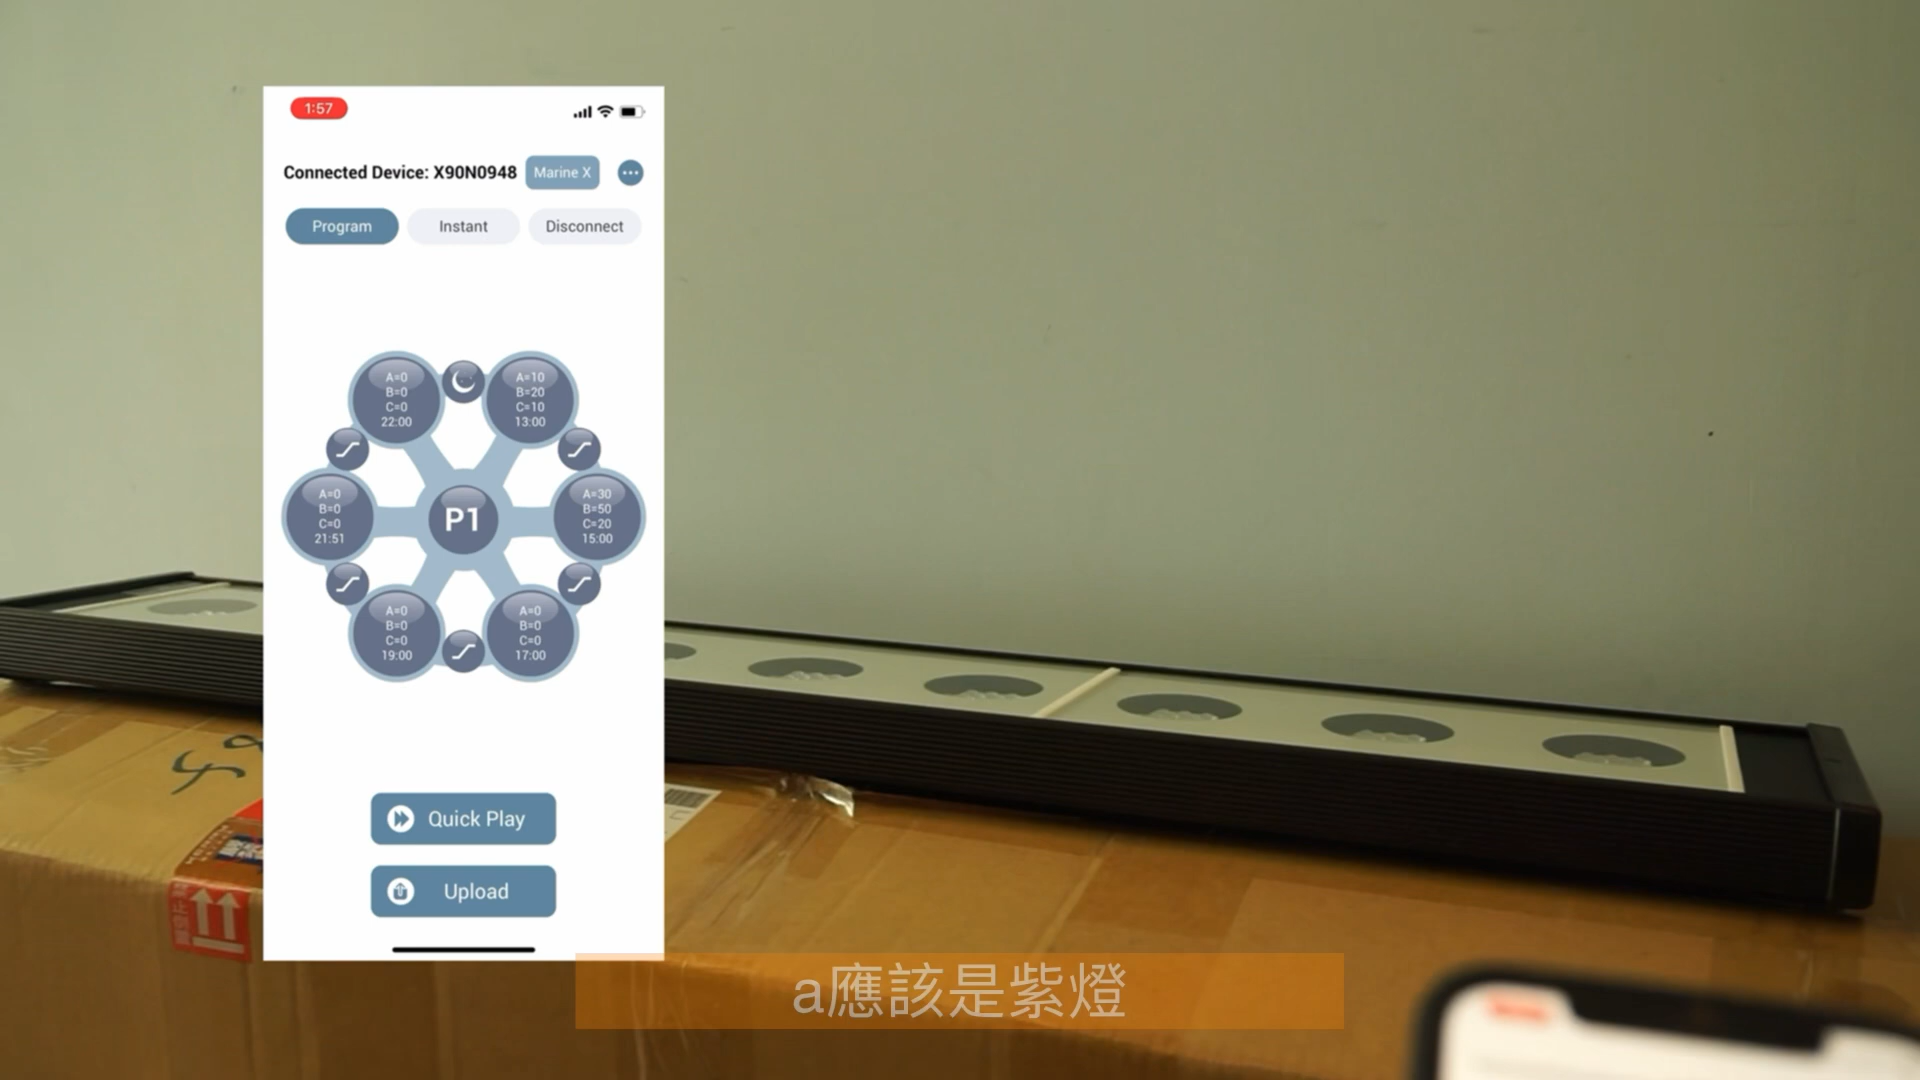 1:57
Connected Device: X90N0948
Marine X
Program
Instant
Disconnect
A=0
B=0
C=0
22:00
A=10
B=20
C=10
13:00
A=0
B=0
C=0
21:51
P1
A=30
B=50
C=20
15:00
A=0
B=0
C=0
19:00
A=0
B=0
C=0
17:00
Quick Play
Upload
a應該是紫燈